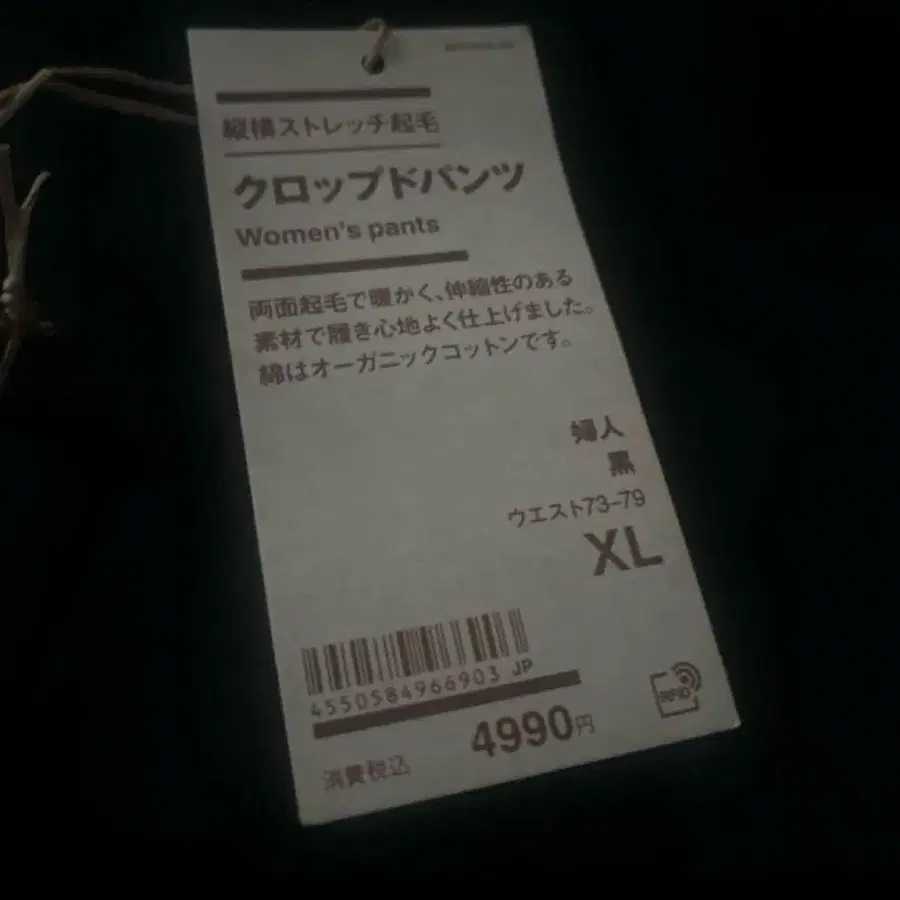 縦横ストレッチ起毛
クロップドパンツ
Women's pants
両面起毛で暖かく、伸縮性のある
素材で履き心地よく仕上げました。
綿はオーガニックコットンです。
婦人
黒
ウエスト73-79
XL
4550584966903 JP
4990円
消費税込
RFID